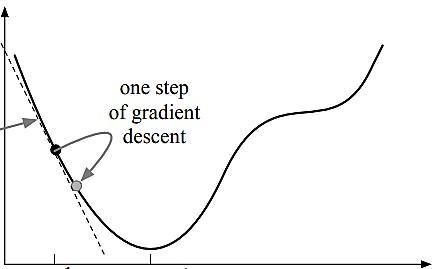 one step
of gradient
descent